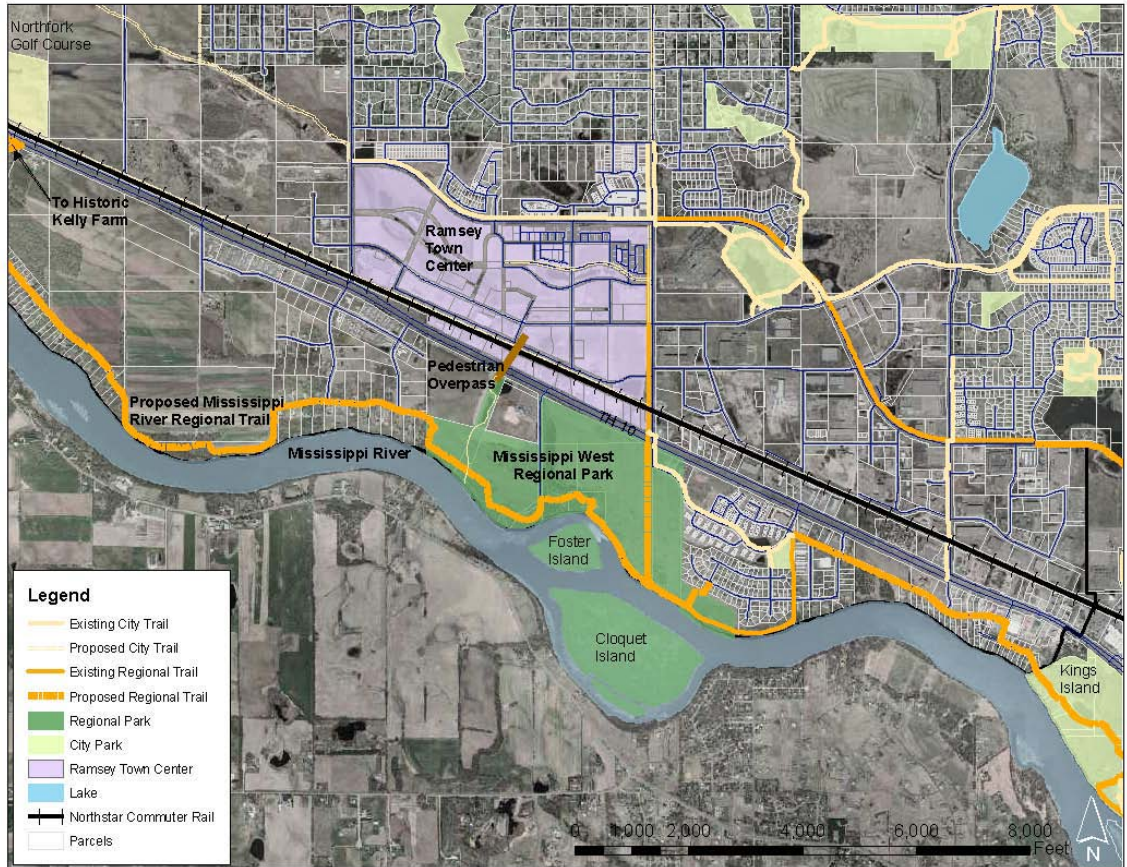 Northfork
Golf Course
To Historic
Kelly Farm
Ramsey
Town
Center
Pedestrian
Overpass
TH 10
Proposed Mississippi
River Regional Trail
Mississippi River
Mississippi West
Regional Park
Foster
Island
Cloquet
Island
Kings
Island
Legend
Existing City Trail
Proposed City Trail
Existing Regional Trail
Proposed Regional Trail
Regional Park
City Park
Ramsey Town Center
Lake
Northstar Commuter Rail
Parcels
0 1,000 2,000 4,000 6,000 8,000
Feet
N